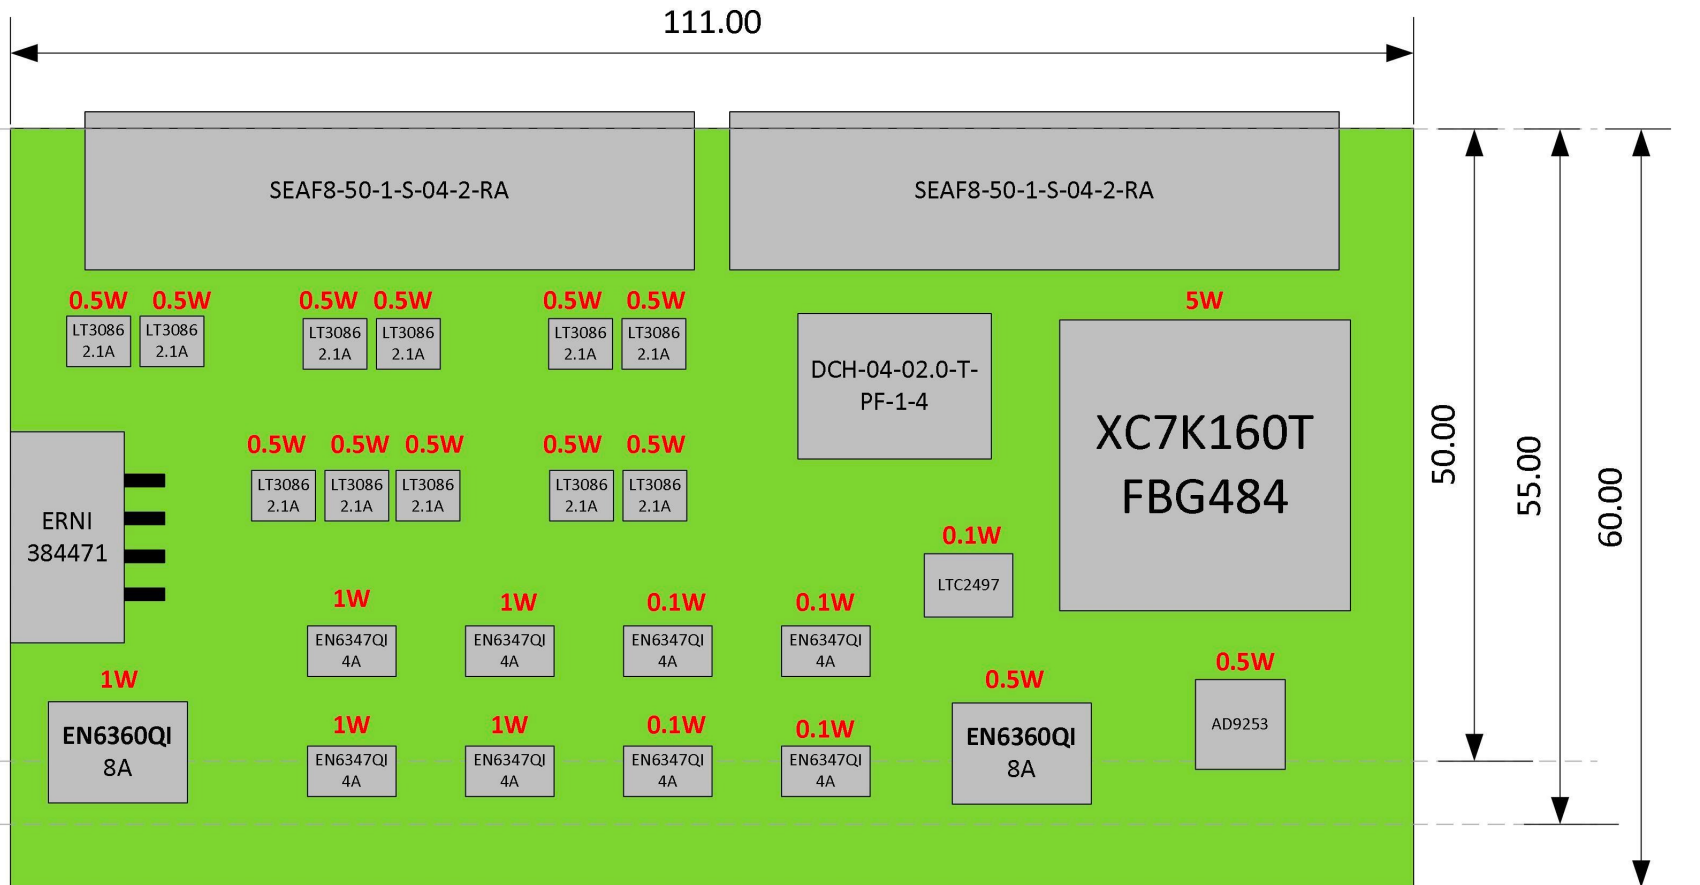 111.00
SEAF8-50-1-S-04-2-RA
SEAF8-50-1-S-04-2-RA
0.5W 0.5W 0.5W 0.5W 0.5W 0.5W 5W
LT3086
2.1A
LT3086
2.1A
LT3086
2.1A
LT3086
2.1A
LT3086
2.1A
LT3086
2.1A
DCH-04-02.0-T-
PF-1-4
XC7K160T
FBG484
50.00
55.00
60.00
0.5W 0.5W 0.5W 0.5W 0.5W
LT3086
2.1A
LT3086
2.1A
LT3086
2.1A
LT3086
2.1A
LT3086
2.1A
ERNI
384471
0.1W
LTC2497
1W 1W 0.1W 0.1W
EN6347QI
4A
EN6347QI
4A
EN6347QI
4A
EN6347QI
4A
1W
EN6360QI
8A
0.5W
EN6360QI
8A
0.5W
AD9253
1W 1W 0.1W 0.1W
EN6347QI
4A
EN6347QI
4A
EN6347QI
4A
EN6347QI
4A